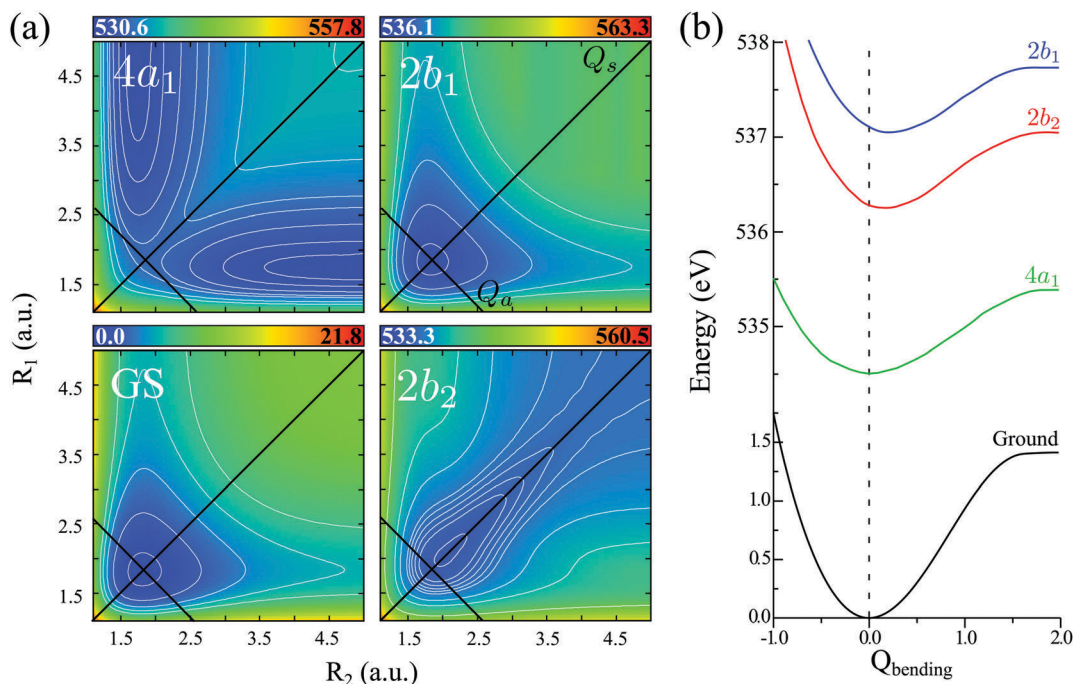 (a)
530.6 557.8
536.1 563.3
4a1
2b1
Qs
Qa
4.5
3.5
2.5
1.5
0.0 21.8
533.3 560.5
GS
2b2
4.5
3.5
2.5
1.5
1.5 2.5 3.5 4.5
1.5 2.5 3.5 4.5
R1 (a.u.)
R2 (a.u.)
(b)
538
537
536
535
1.5
1.0
0.5
0.0
Energy (eV)
2b1
2b2
4a1
Ground
-1.0 0.0 1.0 2.0
Qbending